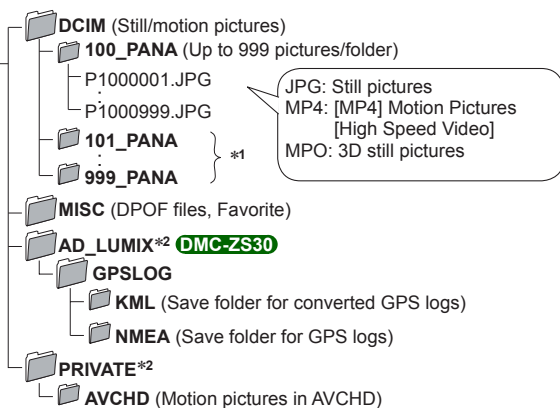 DCIM (Still/motion pictures)
100_PANA (Up to 999 pictures/folder)
P1000001.JPG
:
P1000999.JPG
JPG: Still pictures
MP4: [MP4] Motion Pictures
[High Speed Video]
MPO: 3D still pictures
101_PANA
:
999_PANA
*1
MISC (DPOF files, Favorite)
AD_LUMIX*2 DMC-ZS30
GPSLOG
KML (Save folder for converted GPS logs)
NMEA (Save folder for GPS logs)
PRIVATE*2
AVCHD (Motion pictures in AVCHD)